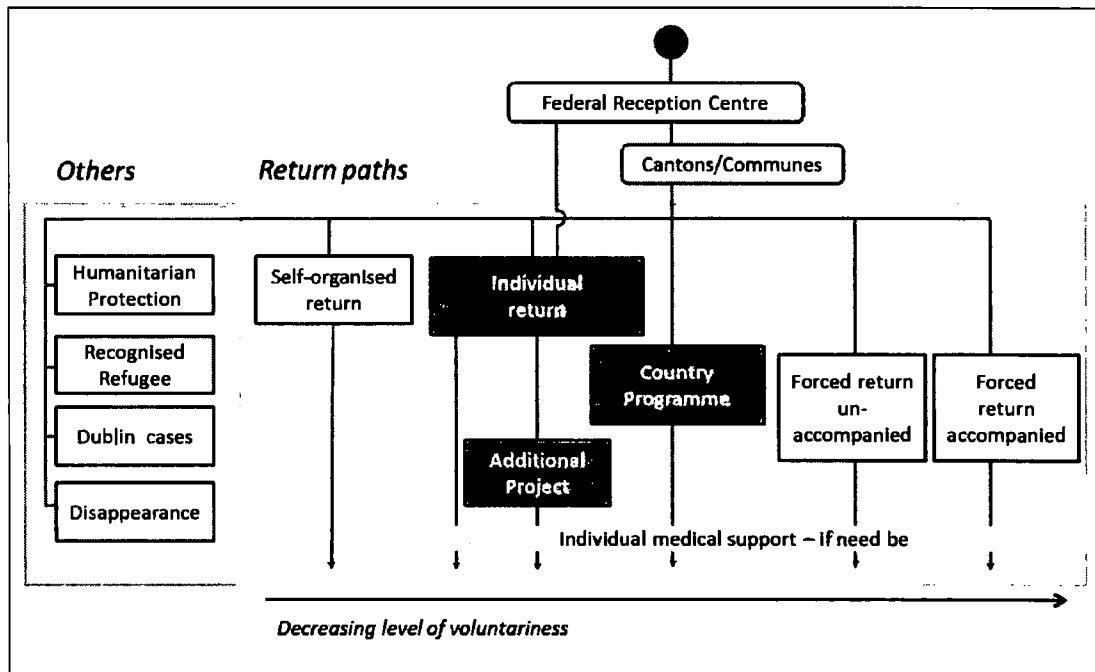 Federal Reception Centre
Cantons/Communes
Others
Return paths
Humanitarian
Protection
Recognised
Refugee
Dublin cases
Disappearance
Self-organised
return
Individual
return
Additional
Project
Country
Programme
Forced return
un-
accompanied
Forced
return
accompanied
Individual medical support – if need be
Decreasing level of voluntariness